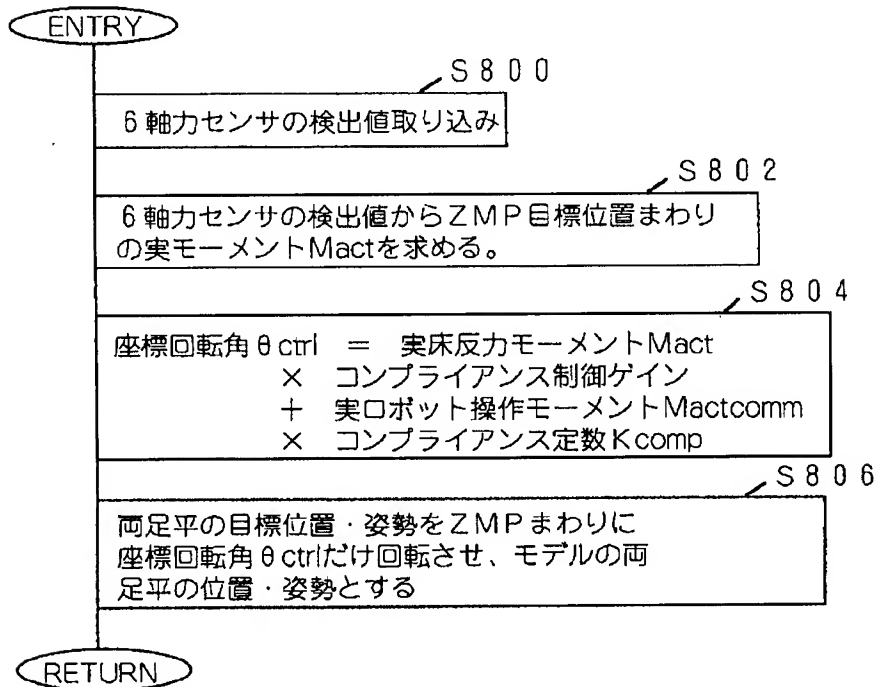 ENTRY
S800
6軸力センサの検出値取り込み
S802
6軸力センサの検出値からZMP目標位置まわり
の実モーメントMactを求める。
S804
座標回転角θctrl = 実床反力モーメントMact
× コンプライアンス制御ゲイン
+ 実ロボット操作モーメントMactcomm
× コンプライアンス定数Kcomp
S806
両足平の目標位置・姿勢をZMPまわりに
座標回転角θctrlだけ回転させ、モデルの両
足平の位置・姿勢とする
RETURN